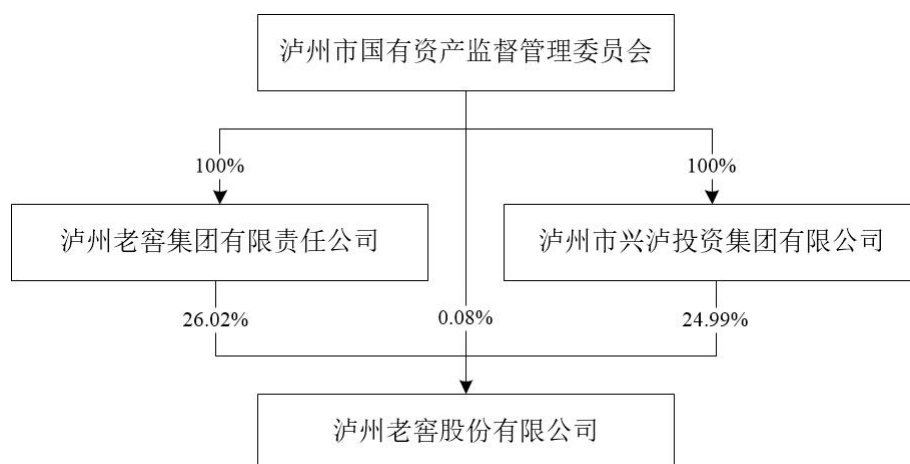 泸州市国有资产监督管理委员会
100%
100%
泸州老窖集团有限责任公司
泸州市兴泸投资集团有限公司
26.02%
0.08%
24.99%
泸州老窖股份有限公司